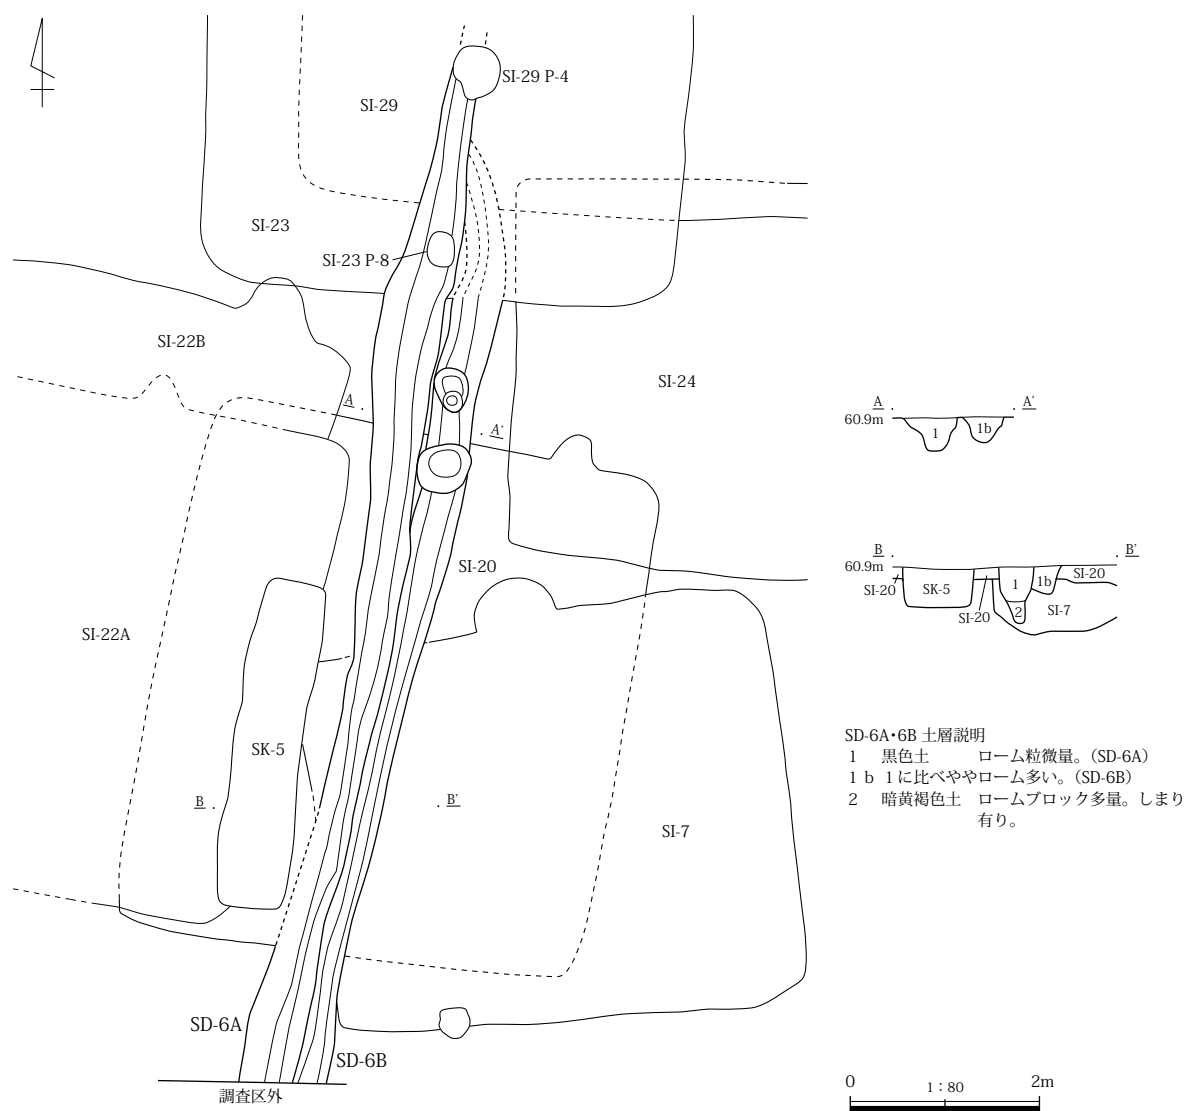 SI-29 P-4
SI-29
SI-23
SI-23 P-8
SI-22B
SI-24
A
A'
SI-20
SI-22A
SK-5
B
B'
SI-7
SD-6A
SD-6B
調査区外
A
A'
60.9m
1
1b
B
B'
60.9m
SI-20
SK-5
SI-20
1
1b
SI-20
2
SI-7
SD-6A・6B 土層説明
1 黒色土 ローム粒微量。（SD-6A）
1 b 1に比べややローム多い。（SD-6B）
2 暗黄褐色土 ロームブロック多量。しまり
有り。
0 1：80 2m